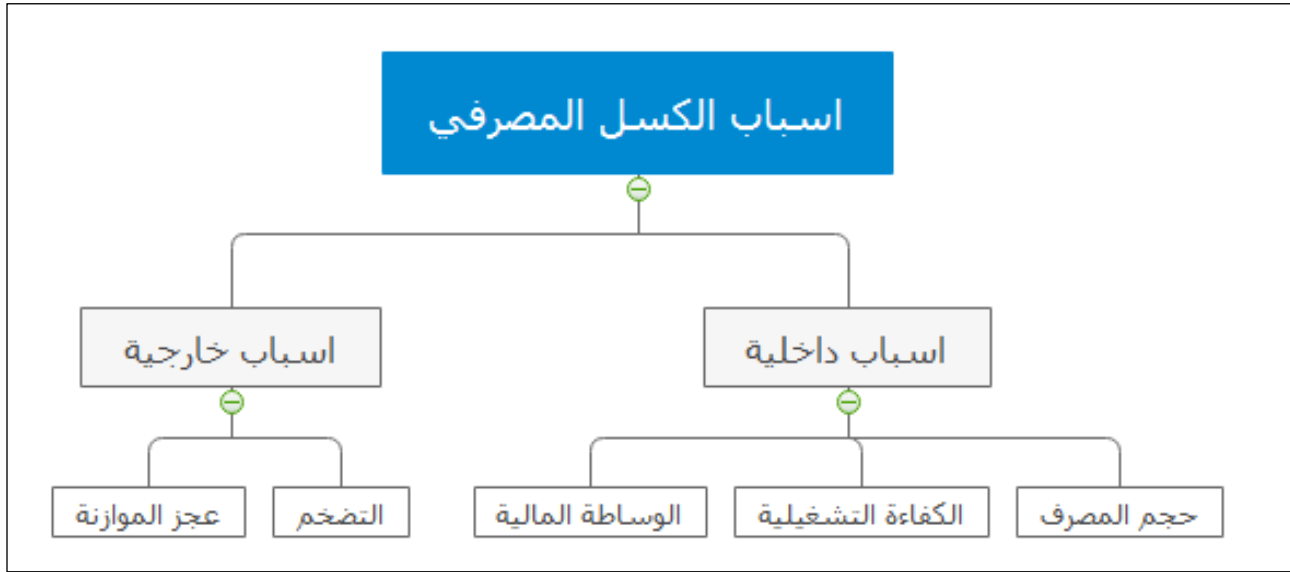 اسباب الكسل المصرفي
اسباب داخلية
اسباب خارجية
حجم المصرف
الكفاءة التشغيلية
الوساطة المالية
التضخم
عجز الموازنة